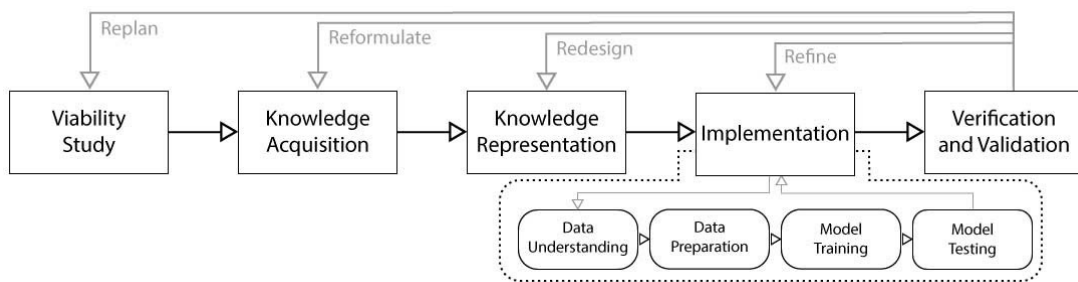 Replan
Reformulate
Redesign
Refine
Viability
Study
Knowledge
Acquisition
Knowledge
Representation
Implementation
Verification
and Validation
Data
Understanding
Data
Preparation
Model
Training
Model
Testing